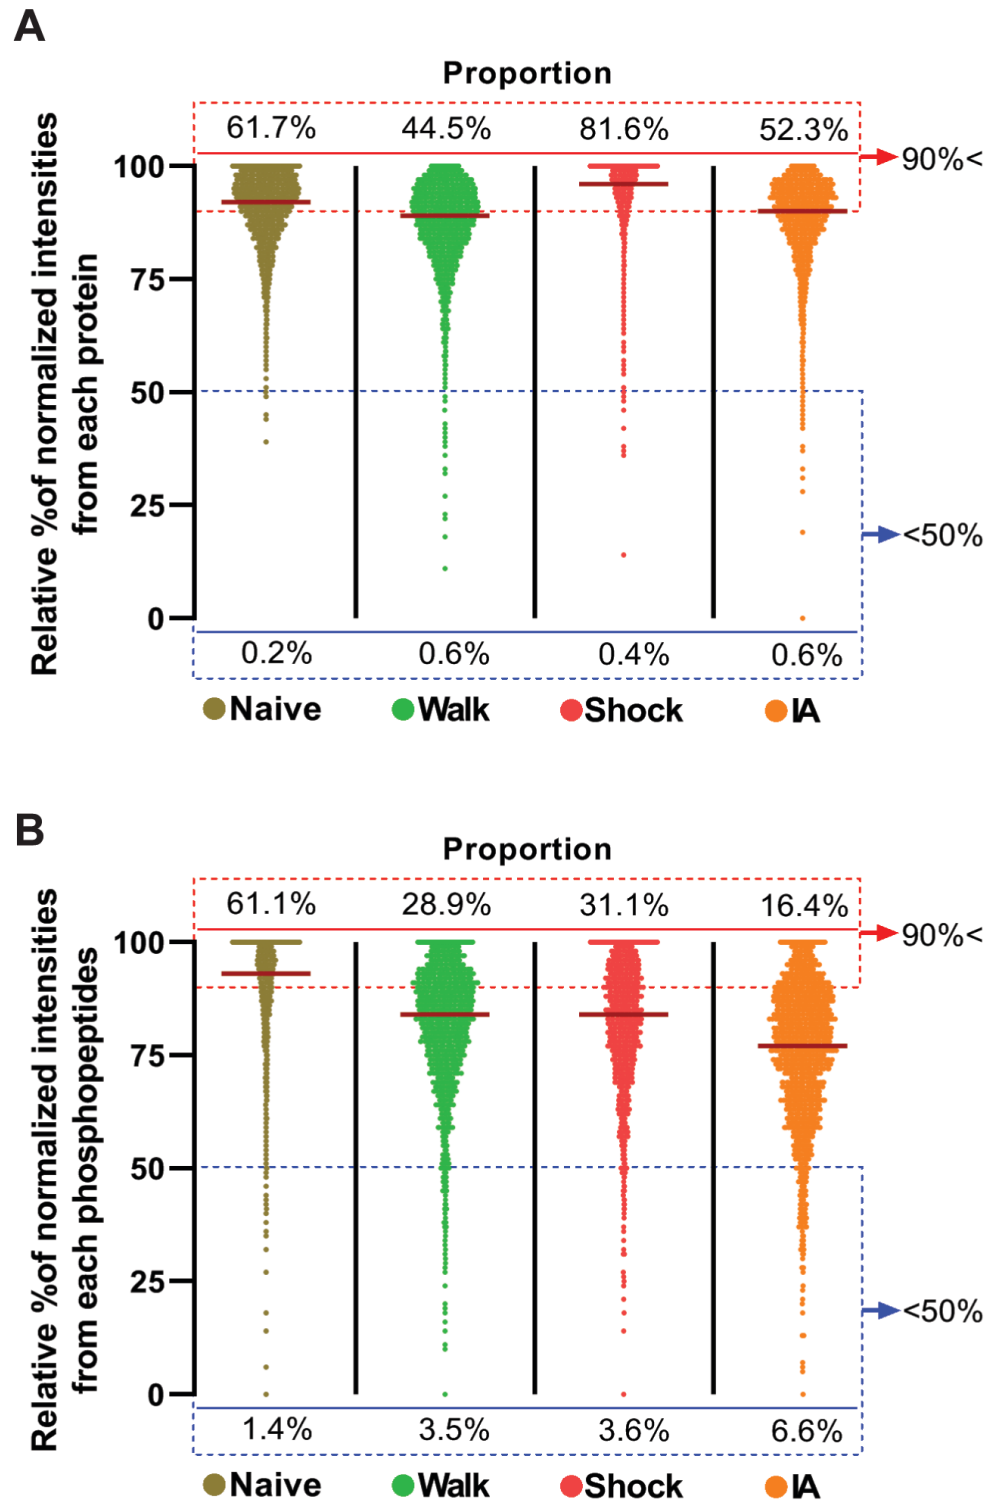 A
Proportion
61.7% 44.5% 81.6% 52.3%
90%<
100
75
50
25
0
Relative %of normalized intensities
from each protein
<50%
0.2% 0.6% 0.4% 0.6%
Naive Walk Shock IA
B
Proportion
61.1% 28.9% 31.1% 16.4%
90%<
100
75
50
25
0
Relative %of normalized intensities
from each phosphopeptides
<50%
1.4% 3.5% 3.6% 6.6%
Naive Walk Shock IA